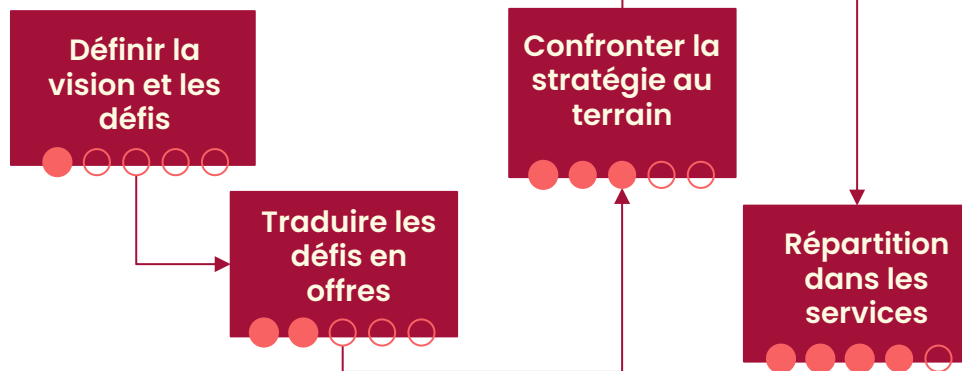 Définir la
vision et les
défis
Traduire les
défis en
offres
Confronter la
stratégie au
terrain
Répartition
dans les
services